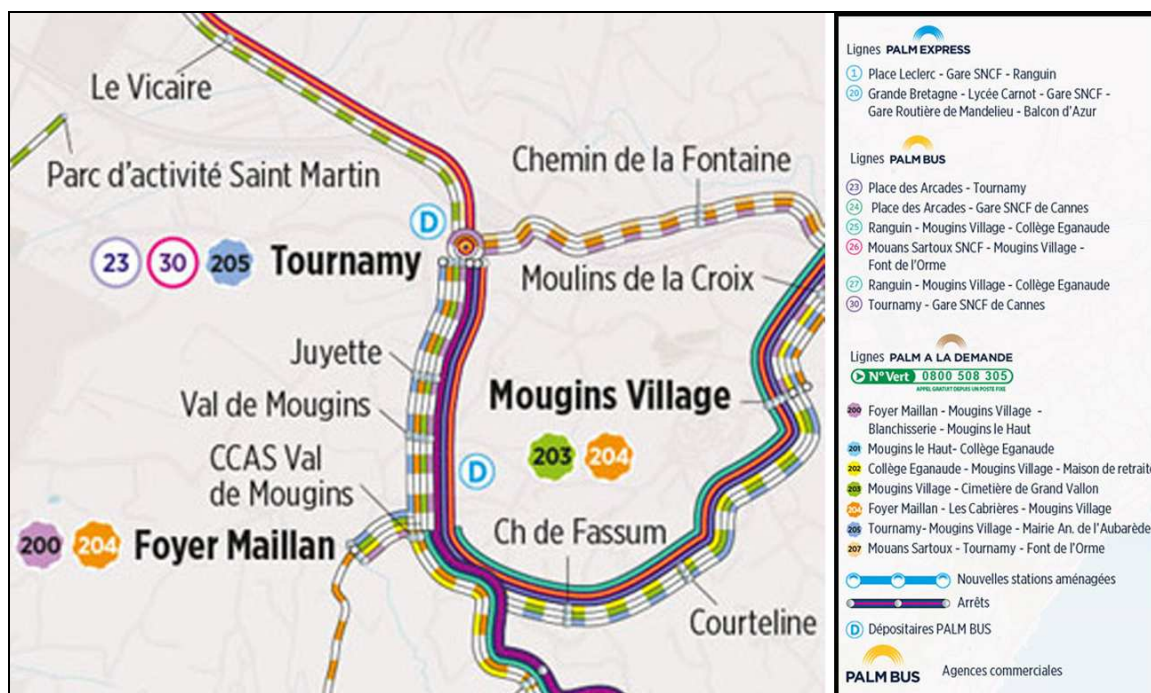 Le Vicaire
Parc d'activité Saint Martin
Chemin de la Fontaine
D
23 30 205 Tournamy
Moulins de la Croix
Juyette
Mougins Village
Val de Mougins
203 204
CCAS Val
de Mougins
D
200 204 Foyer Maillan
Ch de Fassum
Courteline
Lignes PALM EXPRESS
1 Place Leclerc - Gare SNCF - Ranguin
20 Grande Bretagne - Lycée Carnot - Gare SNCF -
Gare Routière de Mandelieu - Balcon d'Azur
Lignes PALM BUS
23 Place des Arcades - Tournamy
24 Place des Arcades - Gare SNCF de Cannes
25 Ranguin - Mougins Village - Collège Eganaude
26 Mouans Sartoux SNCF - Mougins Village -
Font de l'Orme
27 Ranguin - Mougins Village - Collège Eganaude
30 Tournamy - Gare SNCF de Cannes
Lignes PALM A LA DEMANDE
N° Vert 0 800 508 305
APPEL GRATUIT DEPUIS UN POSTE FIXE
200 Foyer Maillan - Mougins Village -
Blanchisserie - Mougins le Haut
201 Mougins le Haut- Collège Eganaude
202 Collège Eganaude - Mougins Village - Maison de retraite
203 Mougins Village - Cimetière de Grand Vallon
204 Foyer Maillan - Les Cabrières - Mougins Village
205 Tournamy- Mougins Village - Mairie An. de l'Aubarède
207 Mouans Sartoux - Tournamy - Font de l'Orme
Nouvelles stations aménagées
Arrêts
D Dépositaires PALM BUS
PALM BUS Agences commerciales